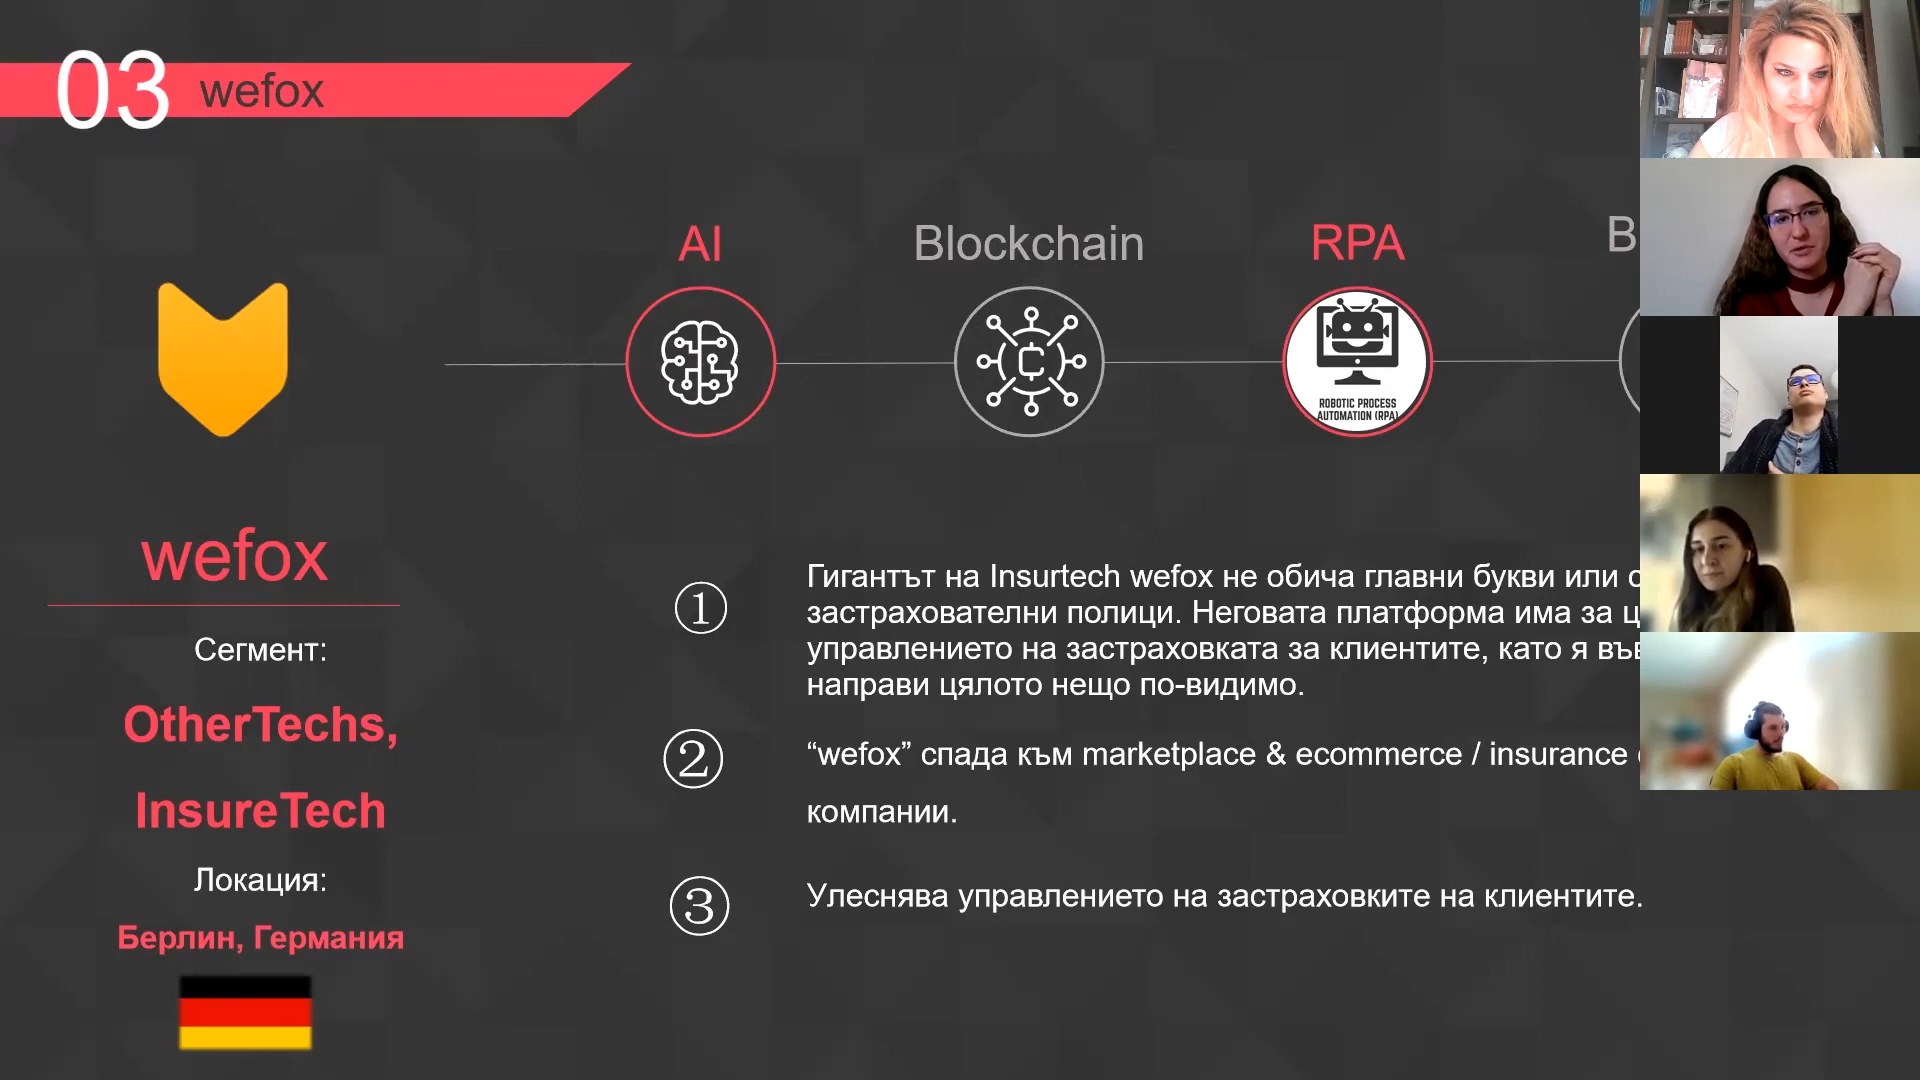 03 wefox
AI
Blockchain
RPA
B
ROBOTIC PROCESS
AUTOMATION (RPA)
wefox
Сегмент:
OtherTechs,
InsureTech
Локация:
Берлин, Германия
1
Гигантът на Insurtech wefox не обича главни букви или
застрахователни полици. Неговата платформа има за
управлението на застраховката за клиентите, като я
направи цялото нещо по-видимо.
2
“wefox” спада към marketplace & ecommerce / insurance
компании.
3
Улеснява управлението на застраховките на клиентите.